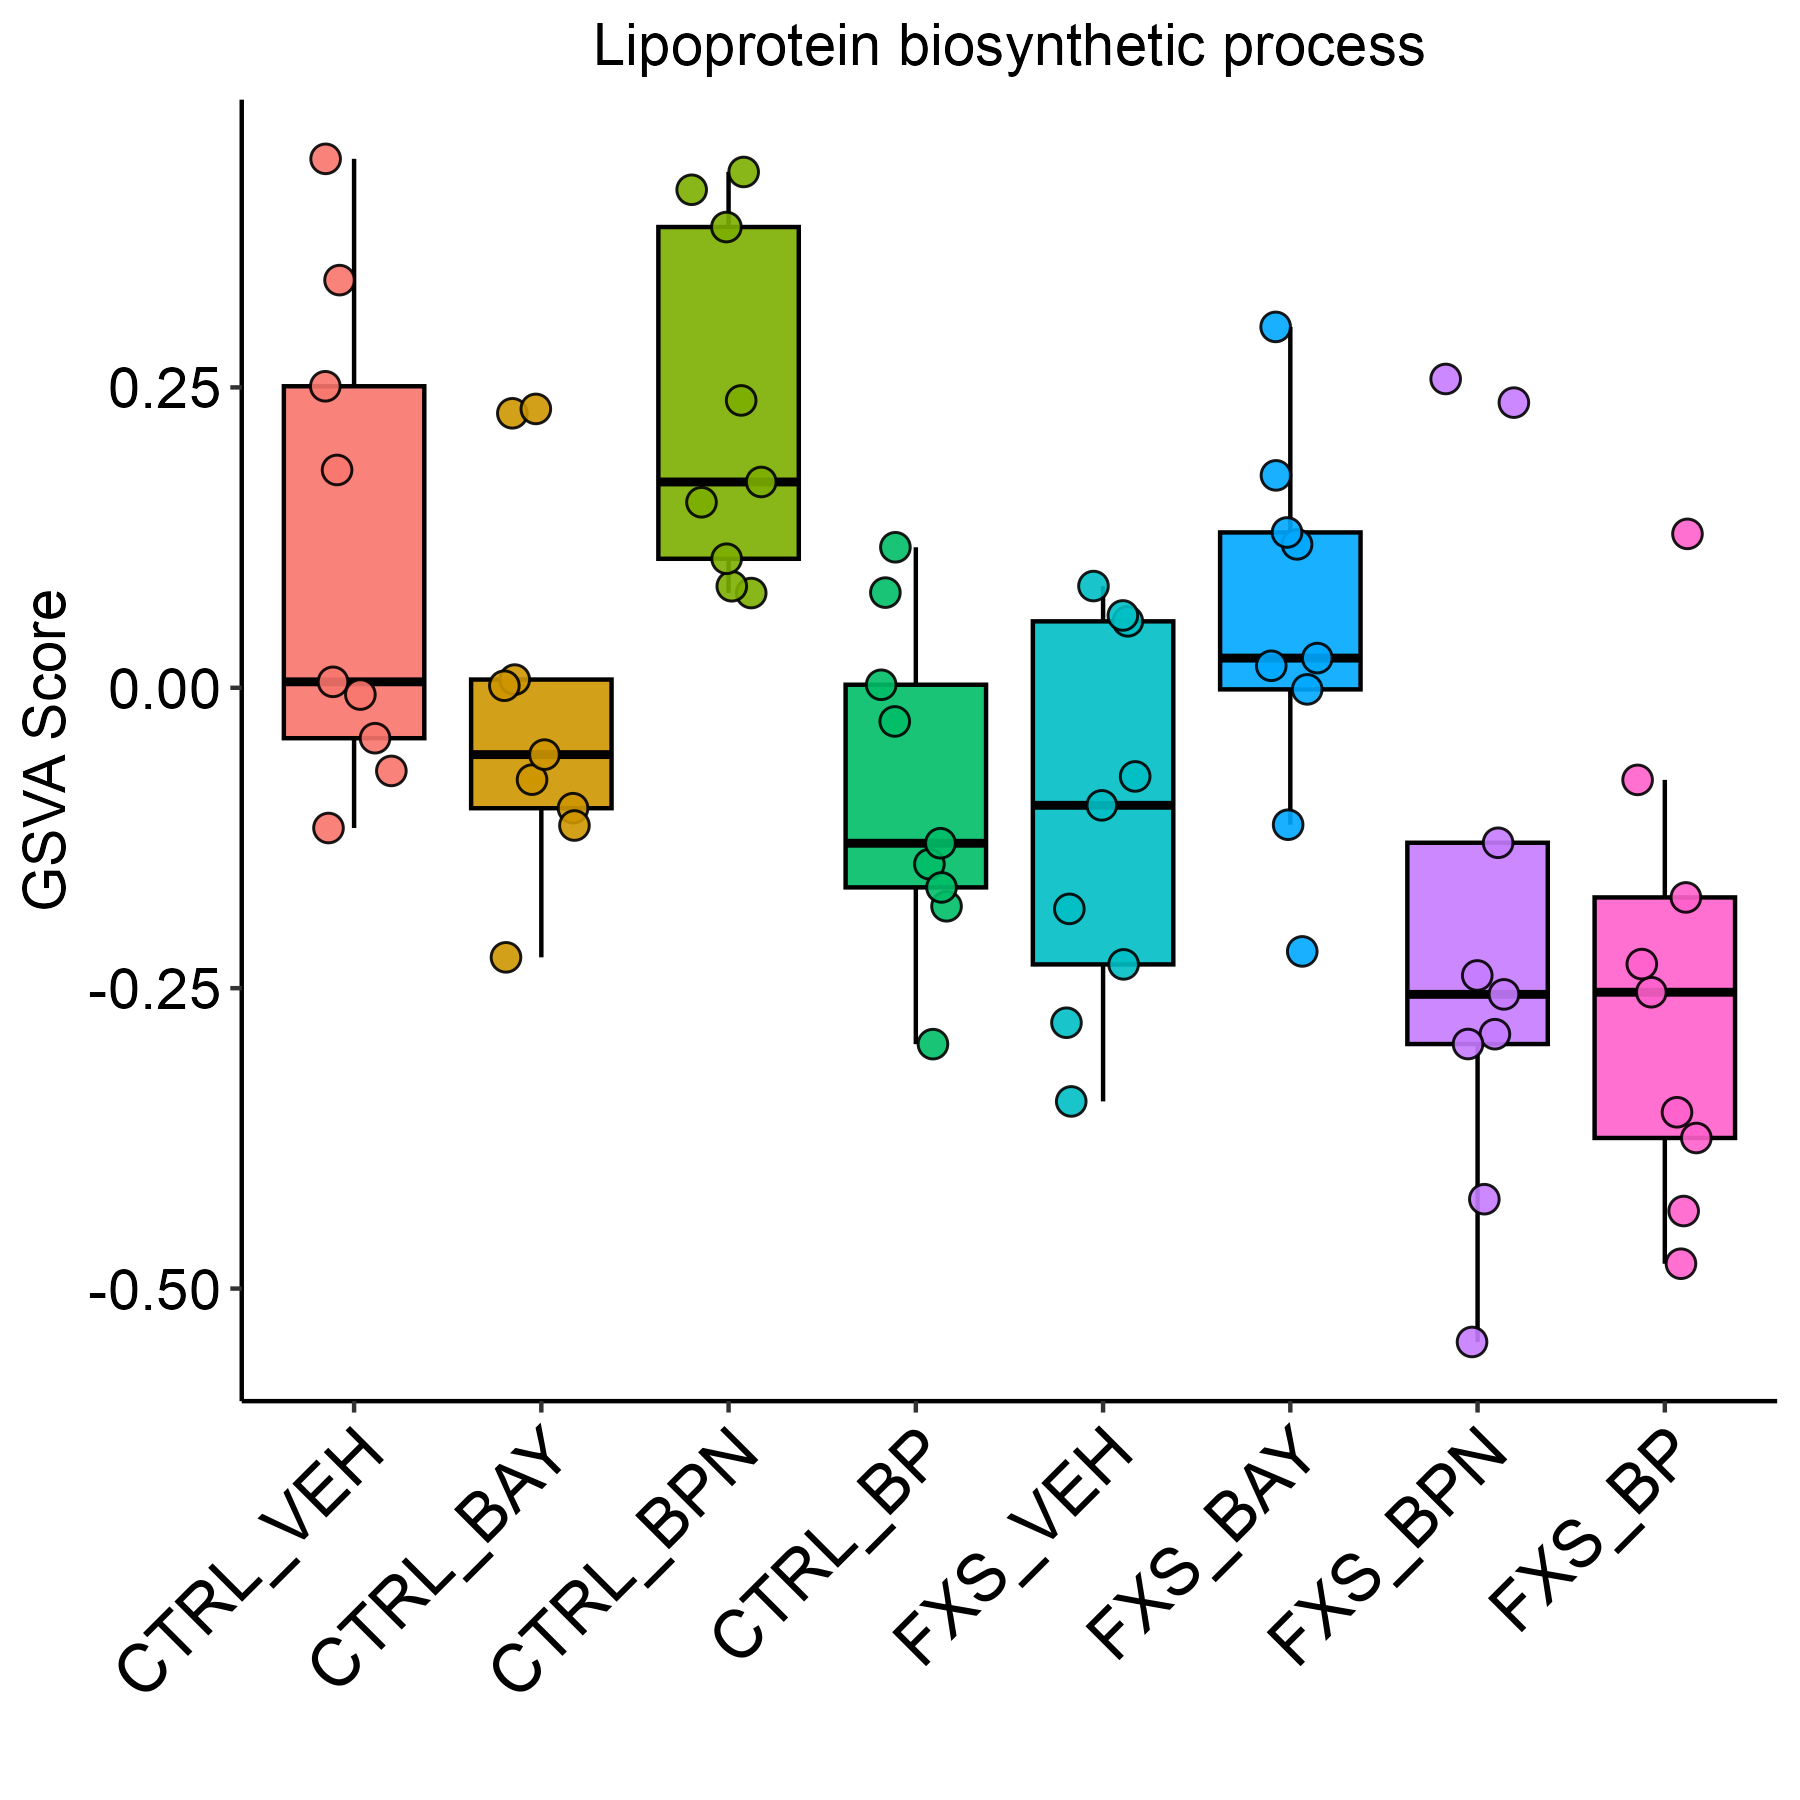 Lipoprotein biosynthetic process
GSVA Score
0.25
0.00
-0.25
-0.50
CTRL_VEH
CTRL_BAY
CTRL_BPN
CTRL_BP
FXS_VEH
FXS_BAY
FXS_BPN
FXS_BP